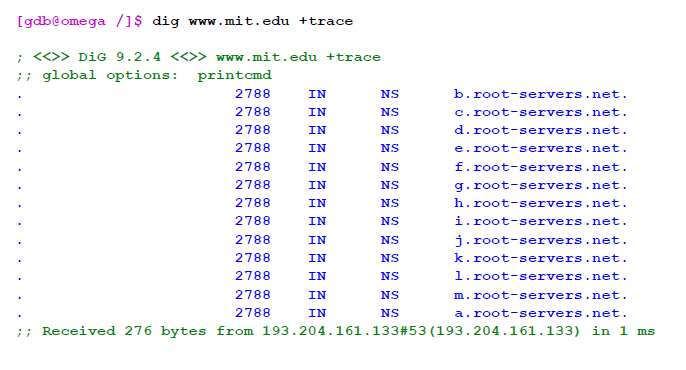 [gdb@omega /]$ dig www.mit.edu +trace
; <<>> DiG 9.2.4 <<>> www.mit.edu +trace
;; global options:  printcmd
. 2788 IN NS b.root-servers.net.
. 2788 IN NS c.root-servers.net.
. 2788 IN NS d.root-servers.net.
. 2788 IN NS e.root-servers.net.
. 2788 IN NS f.root-servers.net.
. 2788 IN NS g.root-servers.net.
. 2788 IN NS h.root-servers.net.
. 2788 IN NS i.root-servers.net.
. 2788 IN NS j.root-servers.net.
. 2788 IN NS k.root-servers.net.
. 2788 IN NS l.root-servers.net.
. 2788 IN NS m.root-servers.net.
. 2788 IN NS a.root-servers.net.
;; Received 276 bytes from 193.204.161.133#53(193.204.161.133) in 1 ms